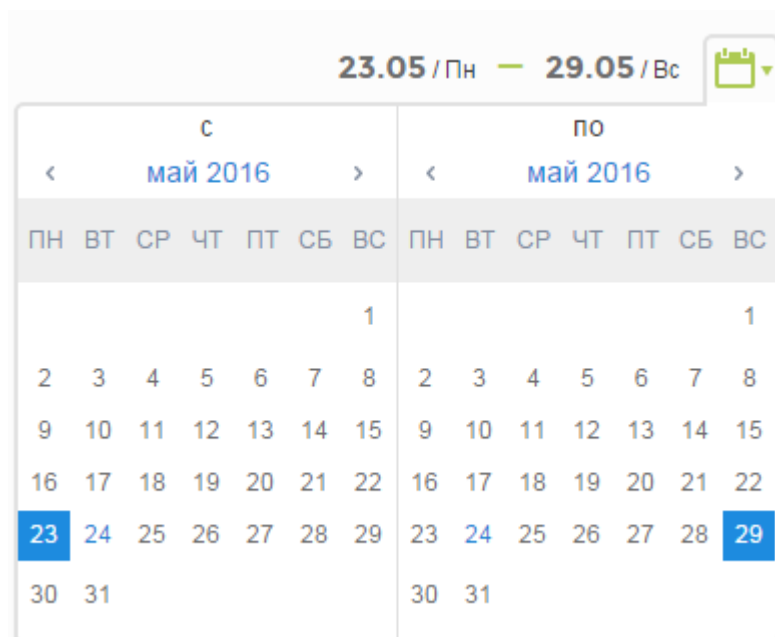 23.05 / Пн — 29.05 / Вс
с по
‹ май 2016 › ‹ май 2016 ›
ПН ВТ СР ЧТ ПТ СБ ВС ПН ВТ СР ЧТ ПТ СБ ВС
1 1
2 3 4 5 6 7 8 2 3 4 5 6 7 8
9 10 11 12 13 14 15 9 10 11 12 13 14 15
16 17 18 19 20 21 22 16 17 18 19 20 21 22
23 24 25 26 27 28 29 23 24 25 26 27 28 29
30 31 30 31